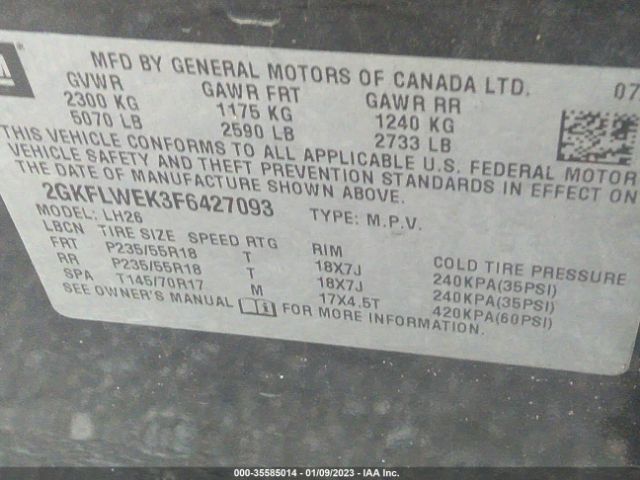 GM
MFD BY GENERAL MOTORS OF CANADA LTD. 07
GVWR GAWR FRT GAWR RR
2300 KG 1175 KG 1240 KG
5070 LB 2590 LB 2733 LB
THIS VEHICLE CONFORMS TO ALL APPLICABLE U.S. FEDERAL MOTOR
VEHICLE SAFETY AND THEFT PREVENTION STANDARDS IN EFFECT ON
THE DATE OF MANUFACTURE SHOWN ABOVE.
2GKFLWEK3F6427093 TYPE: M.P.V.
MODEL: LH26
LBCN TIRE SIZE SPEED RTG RIM COLD TIRE PRESSURE
FRT P235/55R18 T 18X7J 240KPA(35PSI)
RR P235/55R18 T 18X7J 240KPA(35PSI)
SPA T145/70R17 M 17X4.5T 420KPA(60PSI)
SEE OWNER'S MANUAL FOR MORE INFORMATION.
000-35585014 - 01/09/2023 - IAA Inc.